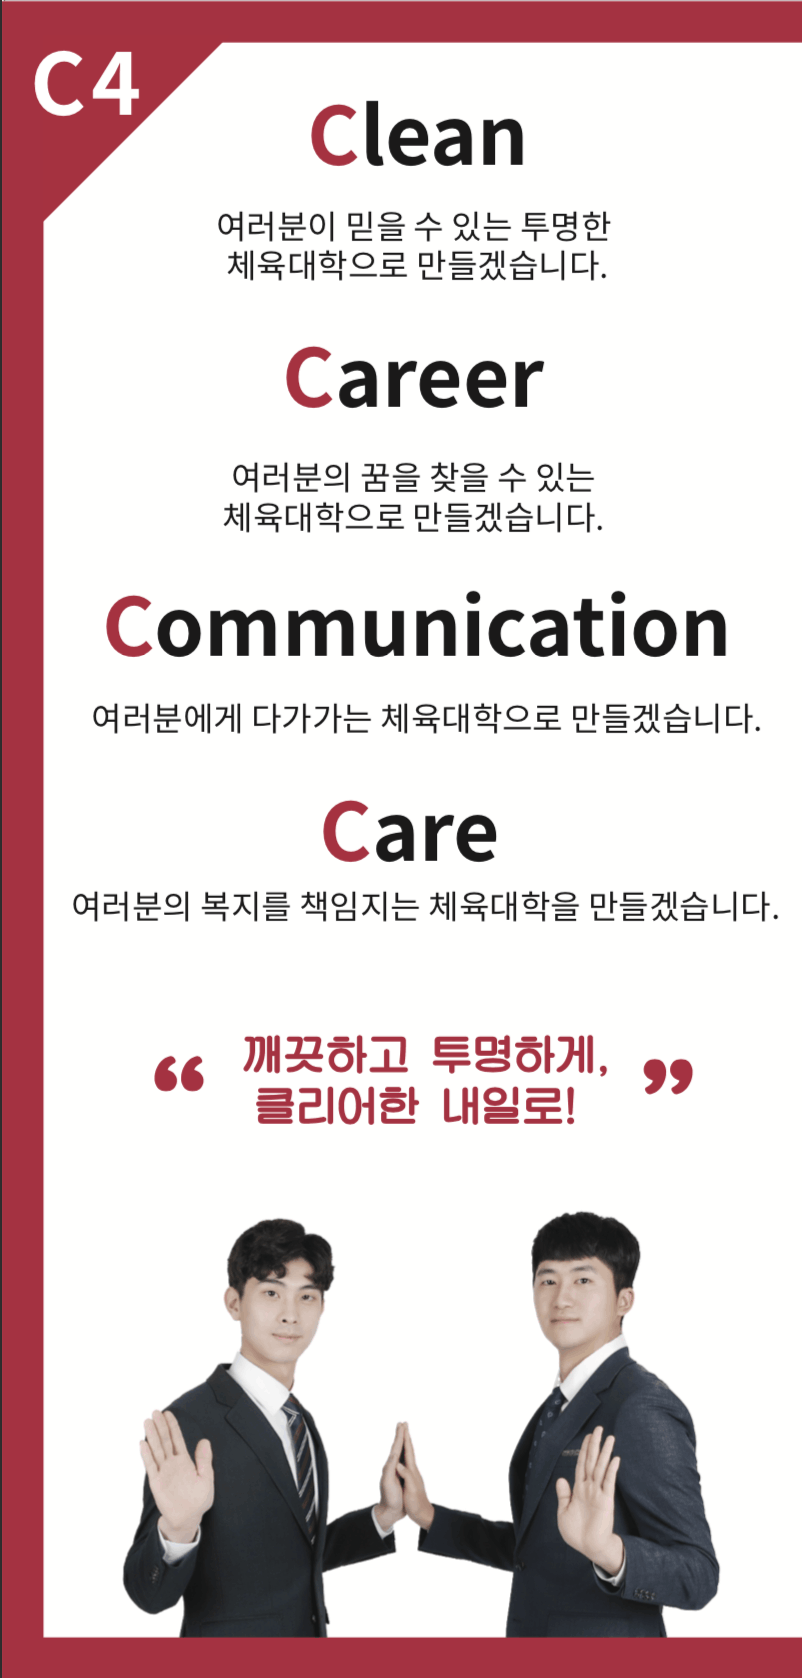 C4
Clean
여러분이 믿을 수 있는 투명한
체육대학으로 만들겠습니다.
Career
여러분의 꿈을 찾을 수 있는
체육대학으로 만들겠습니다.
Communication
여러분에게 다가가는 체육대학으로 만들겠습니다.
Care
여러분의 복지를 책임지는 체육대학을 만들겠습니다.
“ 깨끗하고 투명하게, ”
클리어한 내일로!